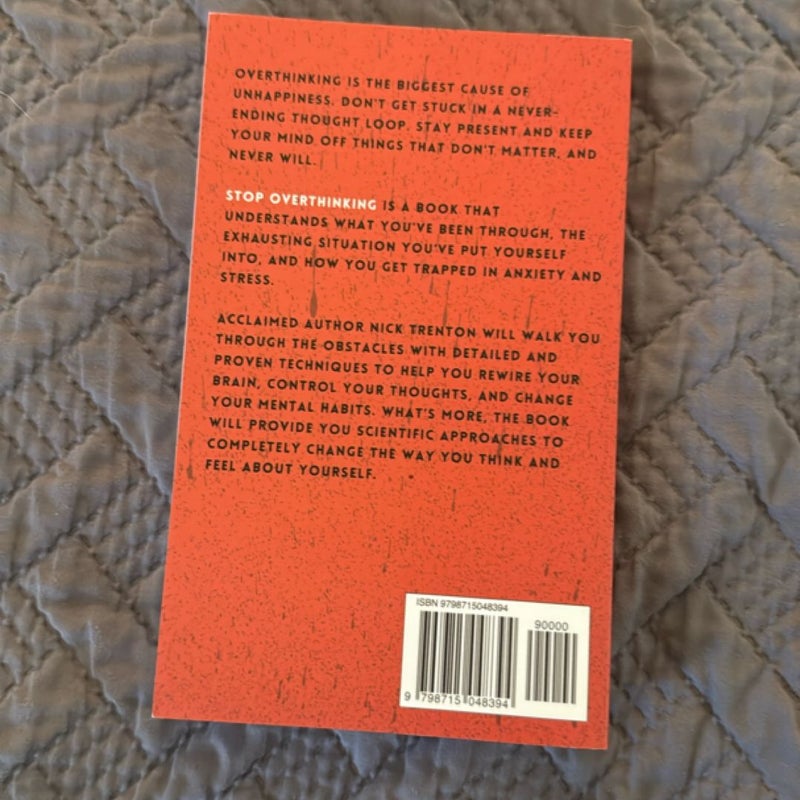 OVERTHINKING IS THE BIGGEST CAUSE OF
UNHAPPINESS. DON'T GET STUCK IN A NEVER-
ENDING THOUGHT LOOP. STAY PRESENT AND KEEP
YOUR MIND OFF THINGS THAT DON'T MATTER, AND
NEVER WILL.
STOP OVERTHINKING IS A BOOK THAT
UNDERSTANDS WHAT YOU'VE BEEN THROUGH, THE
EXHAUSTING SITUATION YOU'VE PUT YOURSELF
INTO, AND HOW YOU GET TRAPPED IN ANXIETY AND
STRESS.
ACCLAIMED AUTHOR NICK TRENTON WILL WALK YOU
THROUGH THE OBSTACLES WITH DETAILED AND
PROVEN TECHNIQUES TO HELP YOU REWIRE YOUR
BRAIN, CONTROL YOUR THOUGHTS, AND CHANGE
YOUR MENTAL HABITS. WHAT'S MORE, THE BOOK
WILL PROVIDE YOU SCIENTIFIC APPROACHES TO
COMPLETELY CHANGE THE WAY YOU THINK AND
FEEL ABOUT YOURSELF.
ISBN 9798715048394
90000
9 798715 048394